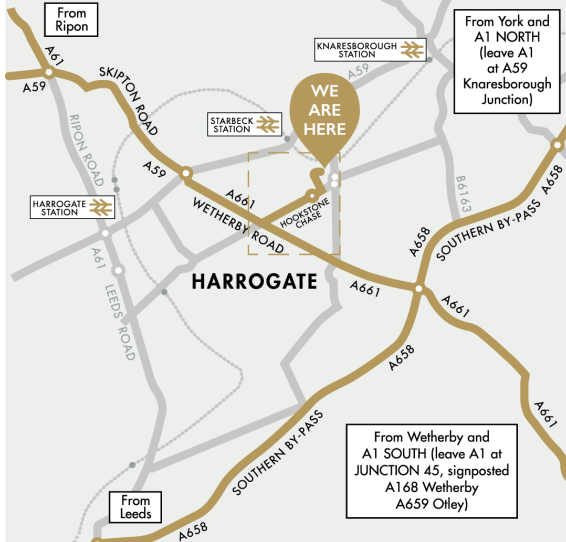 From
Ripon
From York and
A1 NORTH
(leave A1
at A59
Knaresborough
Junction)
KNARESBOROUGH
STATION
A61
A59
SKIPTON ROAD
A59
WE
ARE
HERE
STARBECK
STATION
RIPON ROAD
A59
A658
B6163
HARROGATE
STATION
A661
HOOKSTONE
CHASE
WETHERBY ROAD
A658
SOUTHERN BY-PASS
A61
LEEDS ROAD
HARROGATE
A661
A661
A658
A661
SOUTHERN BY-PASS
From Wetherby and
A1 SOUTH (leave A1 at
JUNCTION 45, signposted
A168 Wetherby
A659 Otley)
From
Leeds
A658